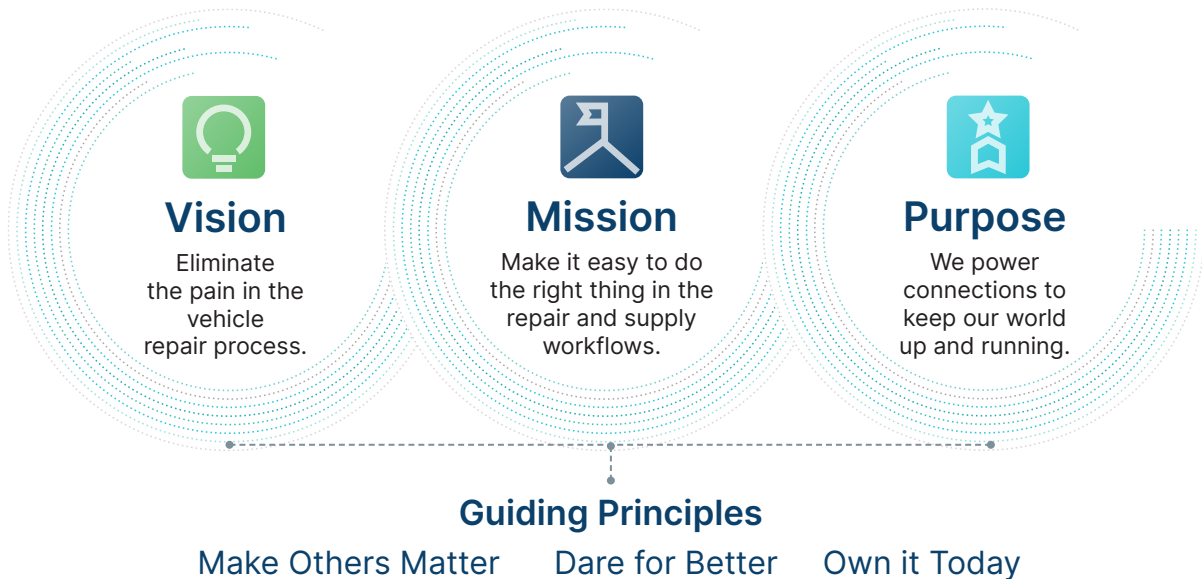 Vision
Eliminate
the pain in the
vehicle
repair process.
Mission
Make it easy to do
the right thing in the
repair and supply
workflows.
Purpose
We power
connections to
keep our world
up and running.
Guiding Principles
Make Others Matter
Dare for Better
Own it Today